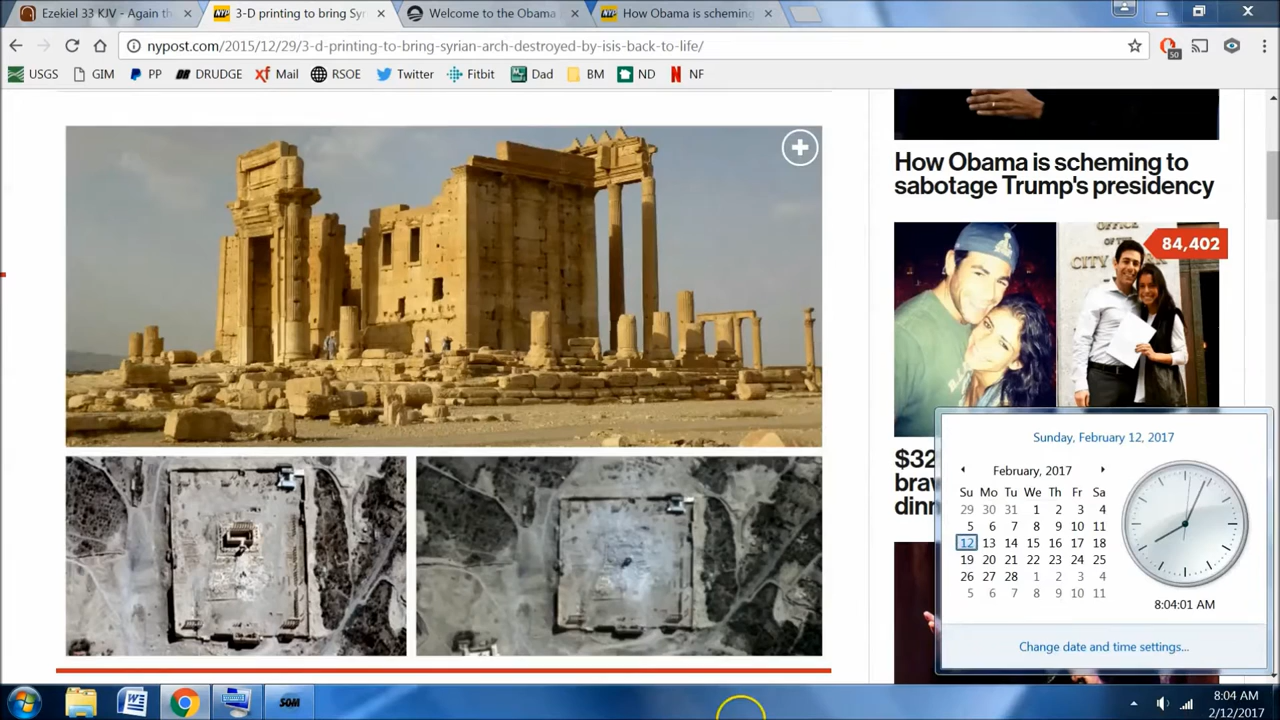 Ezekiel 33 KJV - Again th
3-D printing to bring Syr
Welcome to the Obama
How Obama is scheming
nypost.com/2015/12/29/3-d-printing-to-bring-syrian-arch-destroyed-by-isis-back-to-life/
50
USGS GIM PP DRUDGE Mail RSOE Twitter Fitbit Dad BM ND NF
How Obama is scheming to
sabotage Trump's presidency
84,402
OFFICE
OF THE
CITY
$32
brav
dinn
Sunday, February 12, 2017
February, 2017
Su Mo Tu We Th Fr Sa
29 30 31 1 2 3 4
5 6 7 8 9 10 11
12 13 14 15 16 17 18
19 20 21 22 23 24 25
26 27 28 1 2 3 4
5 6 7 8 9 10 11
8:04:01 AM
Change date and time settings...
SOM
8:04 AM
2/12/2017